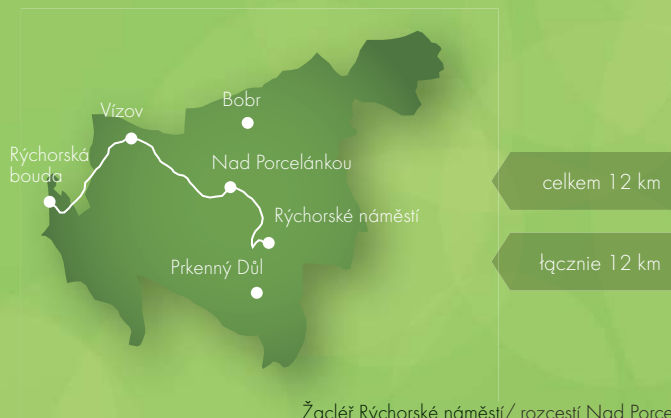 Bobr
Vízov
Rýchorská
bouda
Nad Porcelánkou
celkem 12 km
Rýchorské náměstí
Prkenný Důl
łącznie 12 km
Žacléř Rýchorské náměstí/ rozcestí Nad